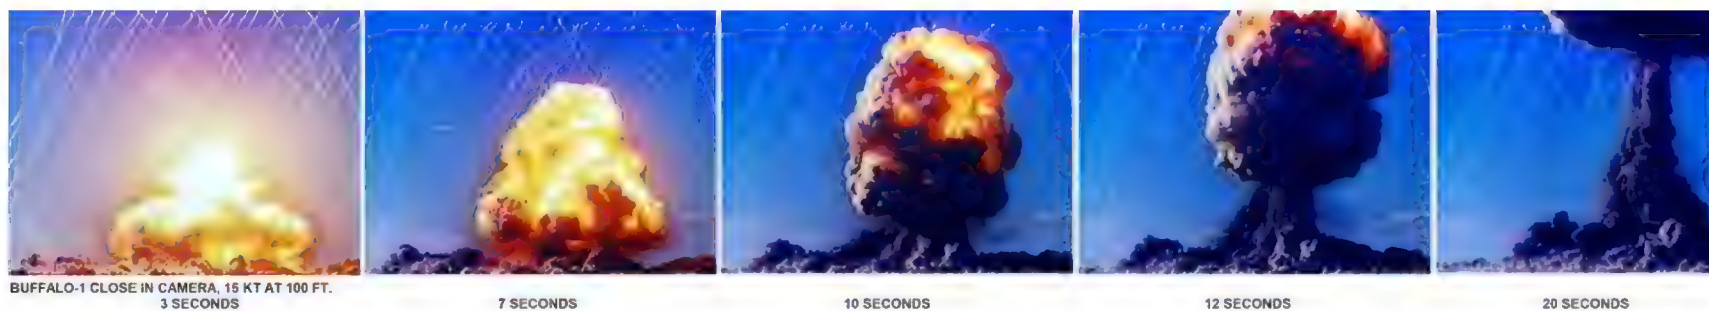 BUFFALO-1 CLOSE IN CAMERA, 15 KT AT 100 FT.
3 SECONDS
7 SECONDS
10 SECONDS
12 SECONDS
20 SECONDS